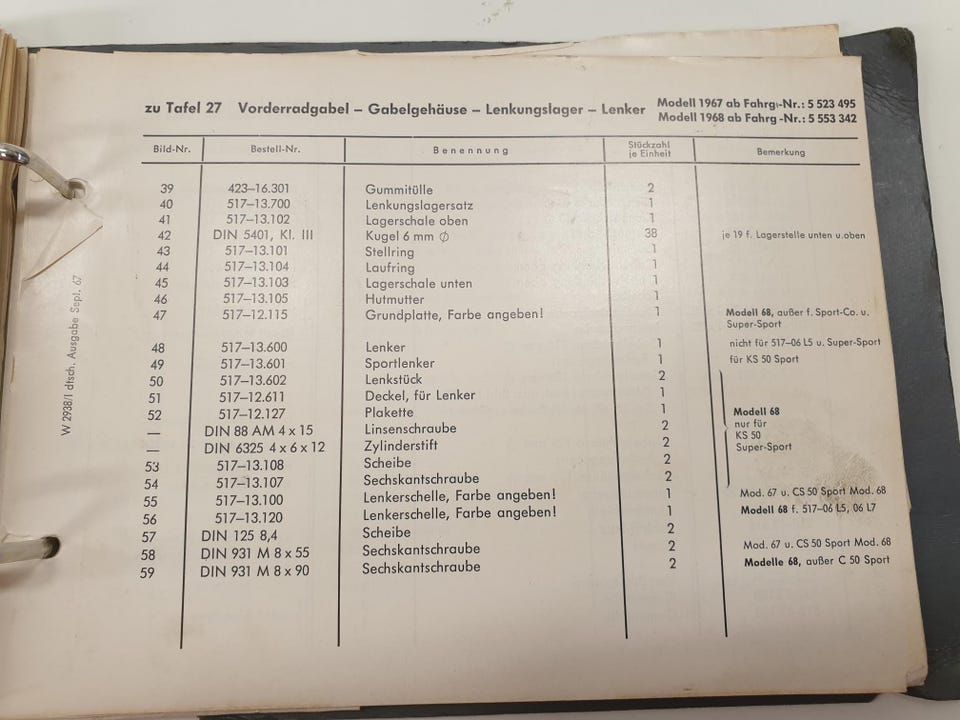 zu Tafel 27 Vorderradgabel – Gabelgehäuse – Lenkungslager – Lenker Modell 1967 ab Fahrg.-Nr.: 5 523 495
Modell 1968 ab Fahrg.-Nr.: 5 553 342
Bild-Nr. Bestell-Nr. Benennung Stückzahl je Einheit Bemerkung
39 423–16.301 Gummitülle 2
40 517–13.700 Lenkungslagersatz 1
41 517–13.102 Lagerschale oben 1
42 DIN 5401, Kl. III Kugel 6 mm ∅ 38 je 19 f. Lagerstelle unten u. oben
43 517–13.101 Stellring 1
44 517–13.104 Laufring 1
45 517–13.103 Lagerschale unten 1
46 517–13.105 Hutmutter 1
47 517–12.115 Grundplatte, Farbe angeben! 1 Modell 68, außer f. Sport-Co. u.
Super-Sport
48 517–13.600 Lenker 1 nicht für 517–06 L5 u. Super-Sport
49 517–13.601 Sportlenker 1 für KS 50 Sport
50 517–13.602 Lenkstück 2
51 517–12.611 Deckel, für Lenker 1
52 517–12.127 Plakette 1 Modell 68
— DIN 88 AM 4 x 15 Linsenschraube 2 nur für
KS 50
— DIN 6325 4 x 6 x 12 Zylinderstift 2 Super-Sport
53 517–13.108 Scheibe 2
54 517–13.107 Sechskantschraube 2
55 517–13.100 Lenkerschelle, Farbe angeben! 1 Mod. 67 u. CS 50 Sport Mod. 68
56 517–13.120 Lenkerschelle, Farbe angeben! 1 Modell 68 f. 517–06 L5, 06 L7
57 DIN 125 8,4 Scheibe 2
58 DIN 931 M 8 x 55 Sechskantschraube 2 Mod. 67 u. CS 50 Sport Mod. 68
59 DIN 931 M 8 x 90 Sechskantschraube 2 Modelle 68, außer C 50 Sport
W 2938/1 dtsch. Ausgabe Sept. 67